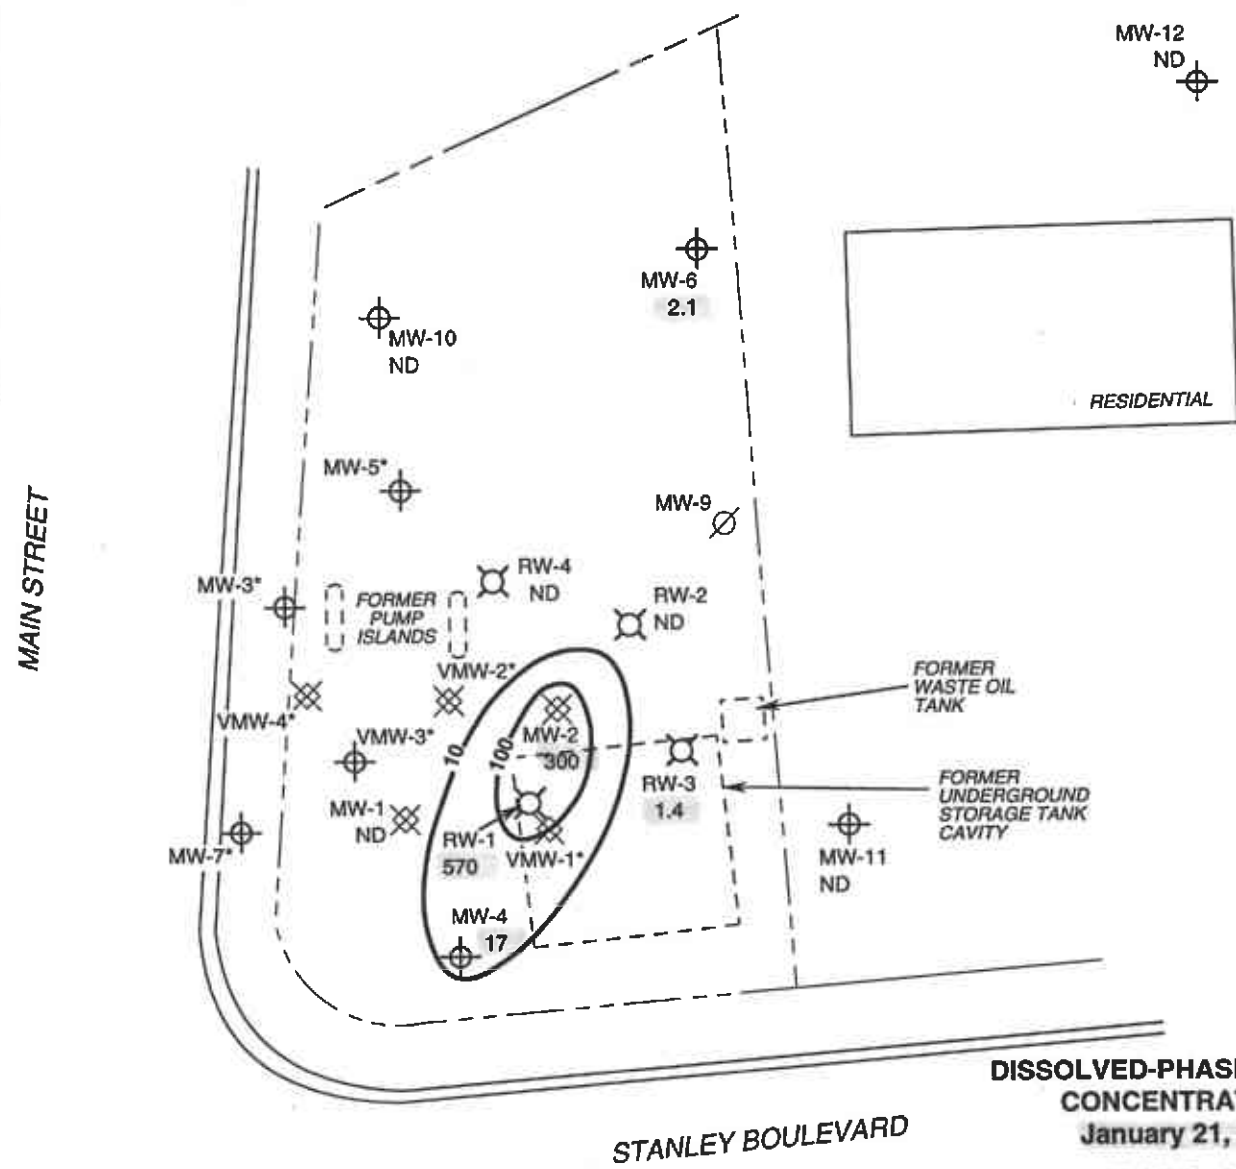 MW-12
ND
MW-6
2.1
MW-10
ND
RESIDENTIAL
MW-5*
MAIN STREET
MW-9
RW-4
ND
MW-3*
FORMER
PUMP
ISLANDS
RW-2
ND
VMW-2*
FORMER
WASTE OIL
TANK
VMW-4*
VMW-3*
10
100
MW-2
300
RW-3
1.4
FORMER
UNDERGROUND
STORAGE TANK
CAVITY
MW-1
ND
RW-1
570
VMW-1*
MW-7*
MW-11
ND
MW-4
17
DISSOLVED-PHAS
CONCENTRA
January 21,
STANLEY BOULEVARD